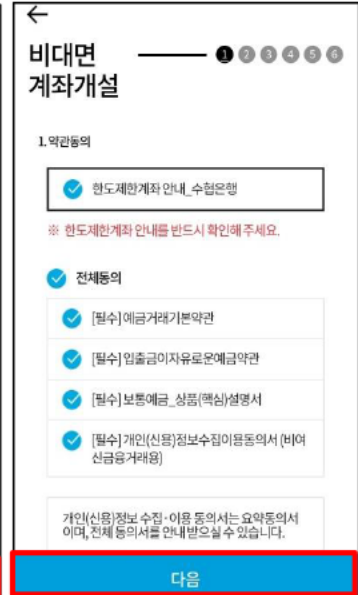 비대면
계좌개설
1 2 3 4 5 6
1. 약관동의
한도제한계좌 안내_수협은행
※ 한도제한계좌 안내를 반드시 확인해 주세요.
전체동의
[필수] 예금거래기본약관
[필수] 입출금이자유로운예금약관
[필수] 보통예금_상품(핵심)설명서
[필수] 개인(신용)정보수집이용동의서 (비여
신금융거래용)
개인(신용)정보 수집·이용 동의서는 요약동의서
이며, 전체 동의서를 안내 받으실 수 있습니다.
다음